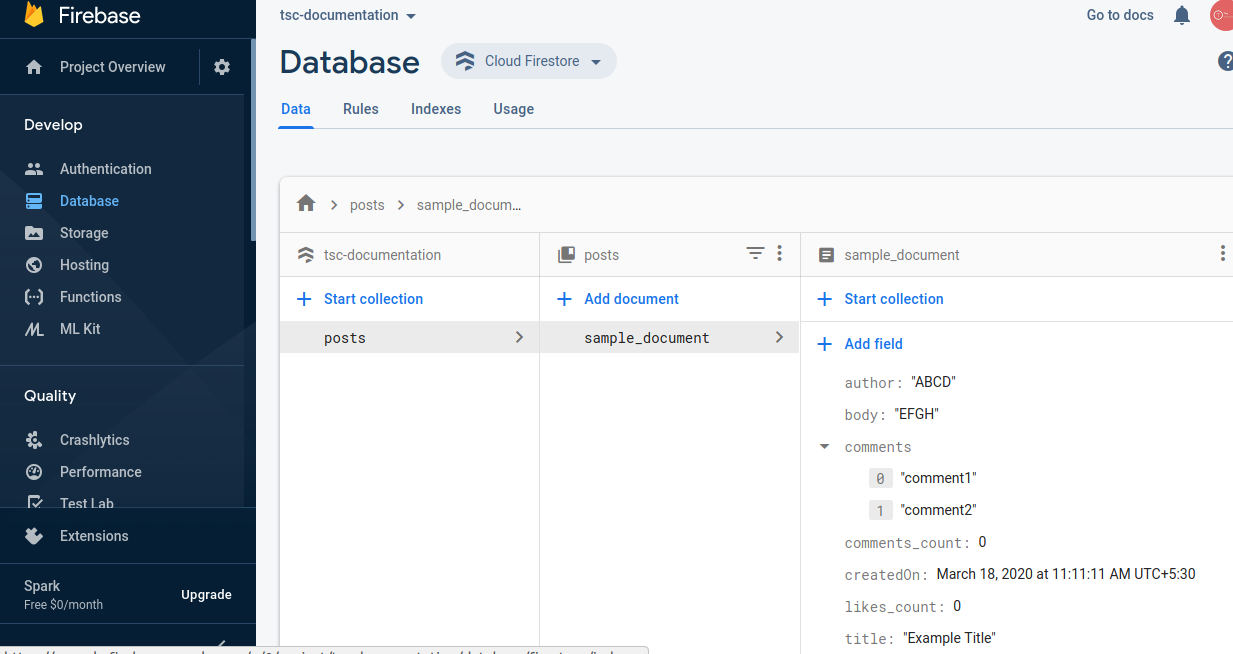 Firebase
tsc-documentation
Go to docs
Project Overview
Database
Cloud Firestore
?
Data
Rules
Indexes
Usage
Develop
Authentication
Database
Storage
Hosting
Functions
ML Kit
Quality
Crashlytics
Performance
Test Lab
Extensions
Spark
Free $0/month
Upgrade
posts
sample_docum...
tsc-documentation
posts
sample_document
Start collection
Add document
Start collection
posts
sample_document
Add field
author: "ABCD"
body: "EFGH"
comments
0 "comment1"
1 "comment2"
comments_count: 0
createdOn: March 18, 2020 at 11:11:11 AM UTC+5:30
likes_count: 0
title: "Example Title"